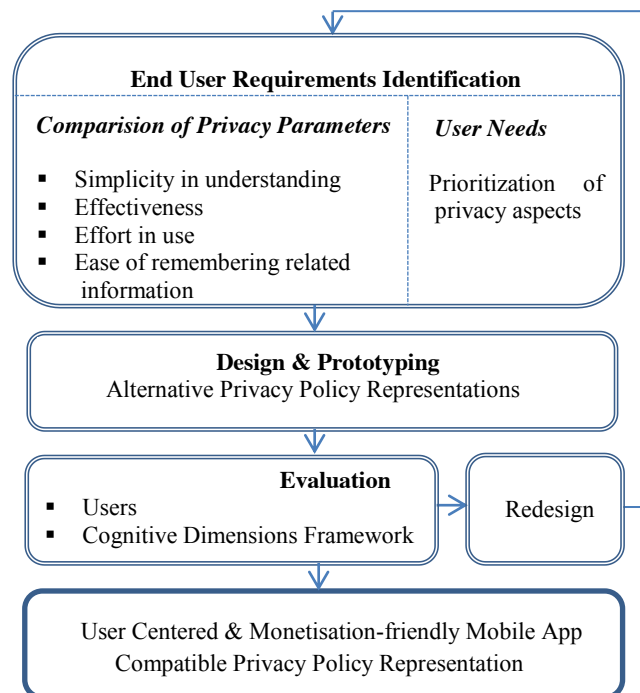 End User Requirements Identification
Comparision of Privacy Parameters
▪ Simplicity in understanding
▪ Effectiveness
▪ Effort in use
▪ Ease of remembering related
information
User Needs
Prioritization of
privacy aspects
Design & Prototyping
Alternative Privacy Policy Representations
Evaluation
▪ Users
▪ Cognitive Dimensions Framework
Redesign
User Centered & Monetisation-friendly Mobile App
Compatible Privacy Policy Representation